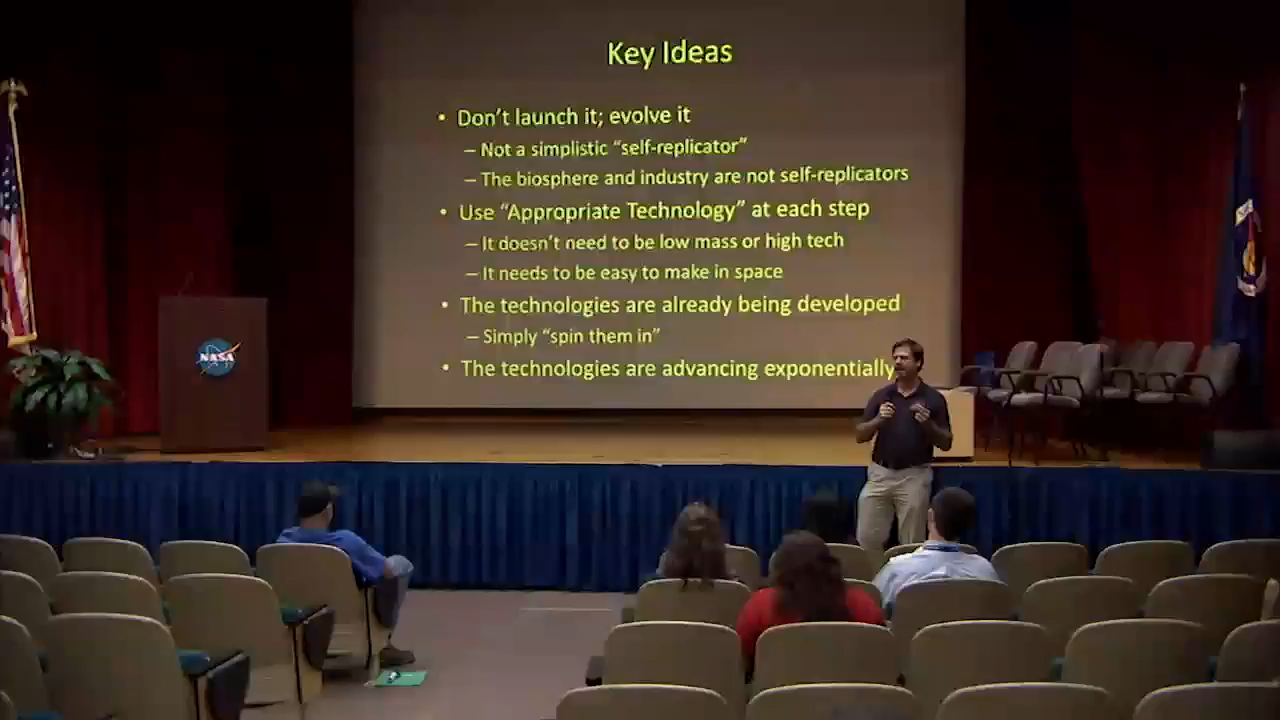 Key Ideas
• Don't launch it; evolve it
– Not a simplistic “self-replicator”
– The biosphere and industry are not self-replicators
• Use “Appropriate Technology” at each step
– It doesn't need to be low mass or high tech
– It needs to be easy to make in space
• The technologies are already being developed
– Simply “spin them in”
• The technologies are advancing exponentially
NASA